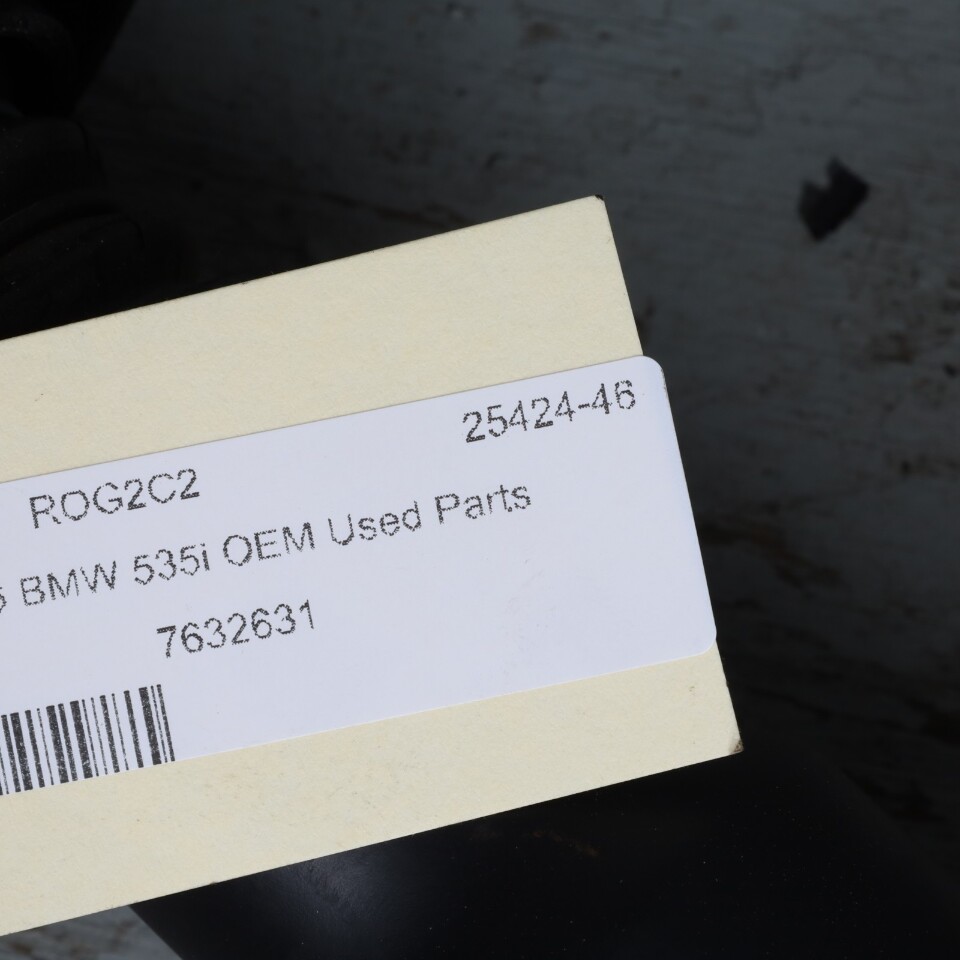 25424-46
ROG2C2
BMW 535i OEM Used Parts
7632631